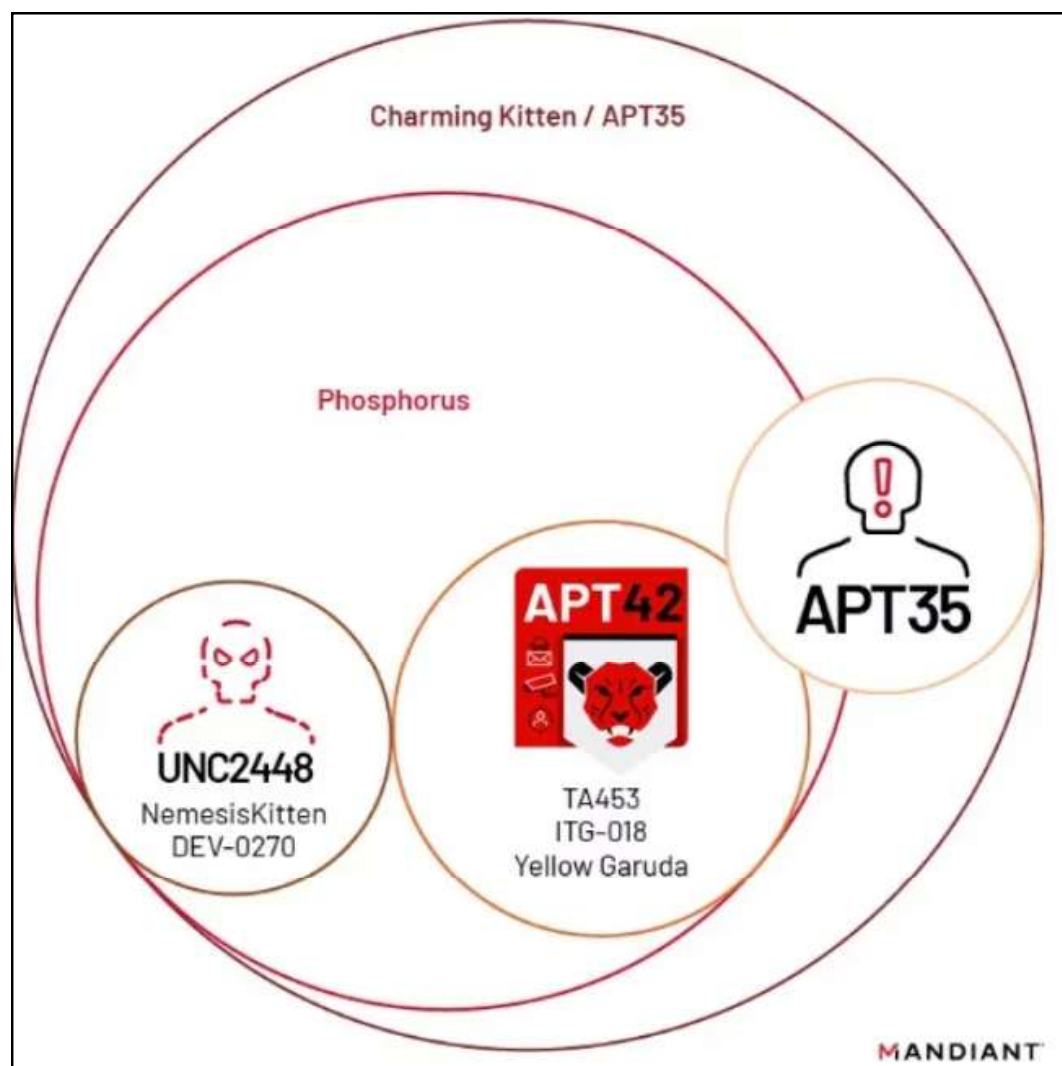 Charming Kitten / APT35
Phosphorus
APT35
APT42
UNC2448
NemesisKitten
DEV-0270
TA453
ITG-018
Yellow Garuda
MANDIANT